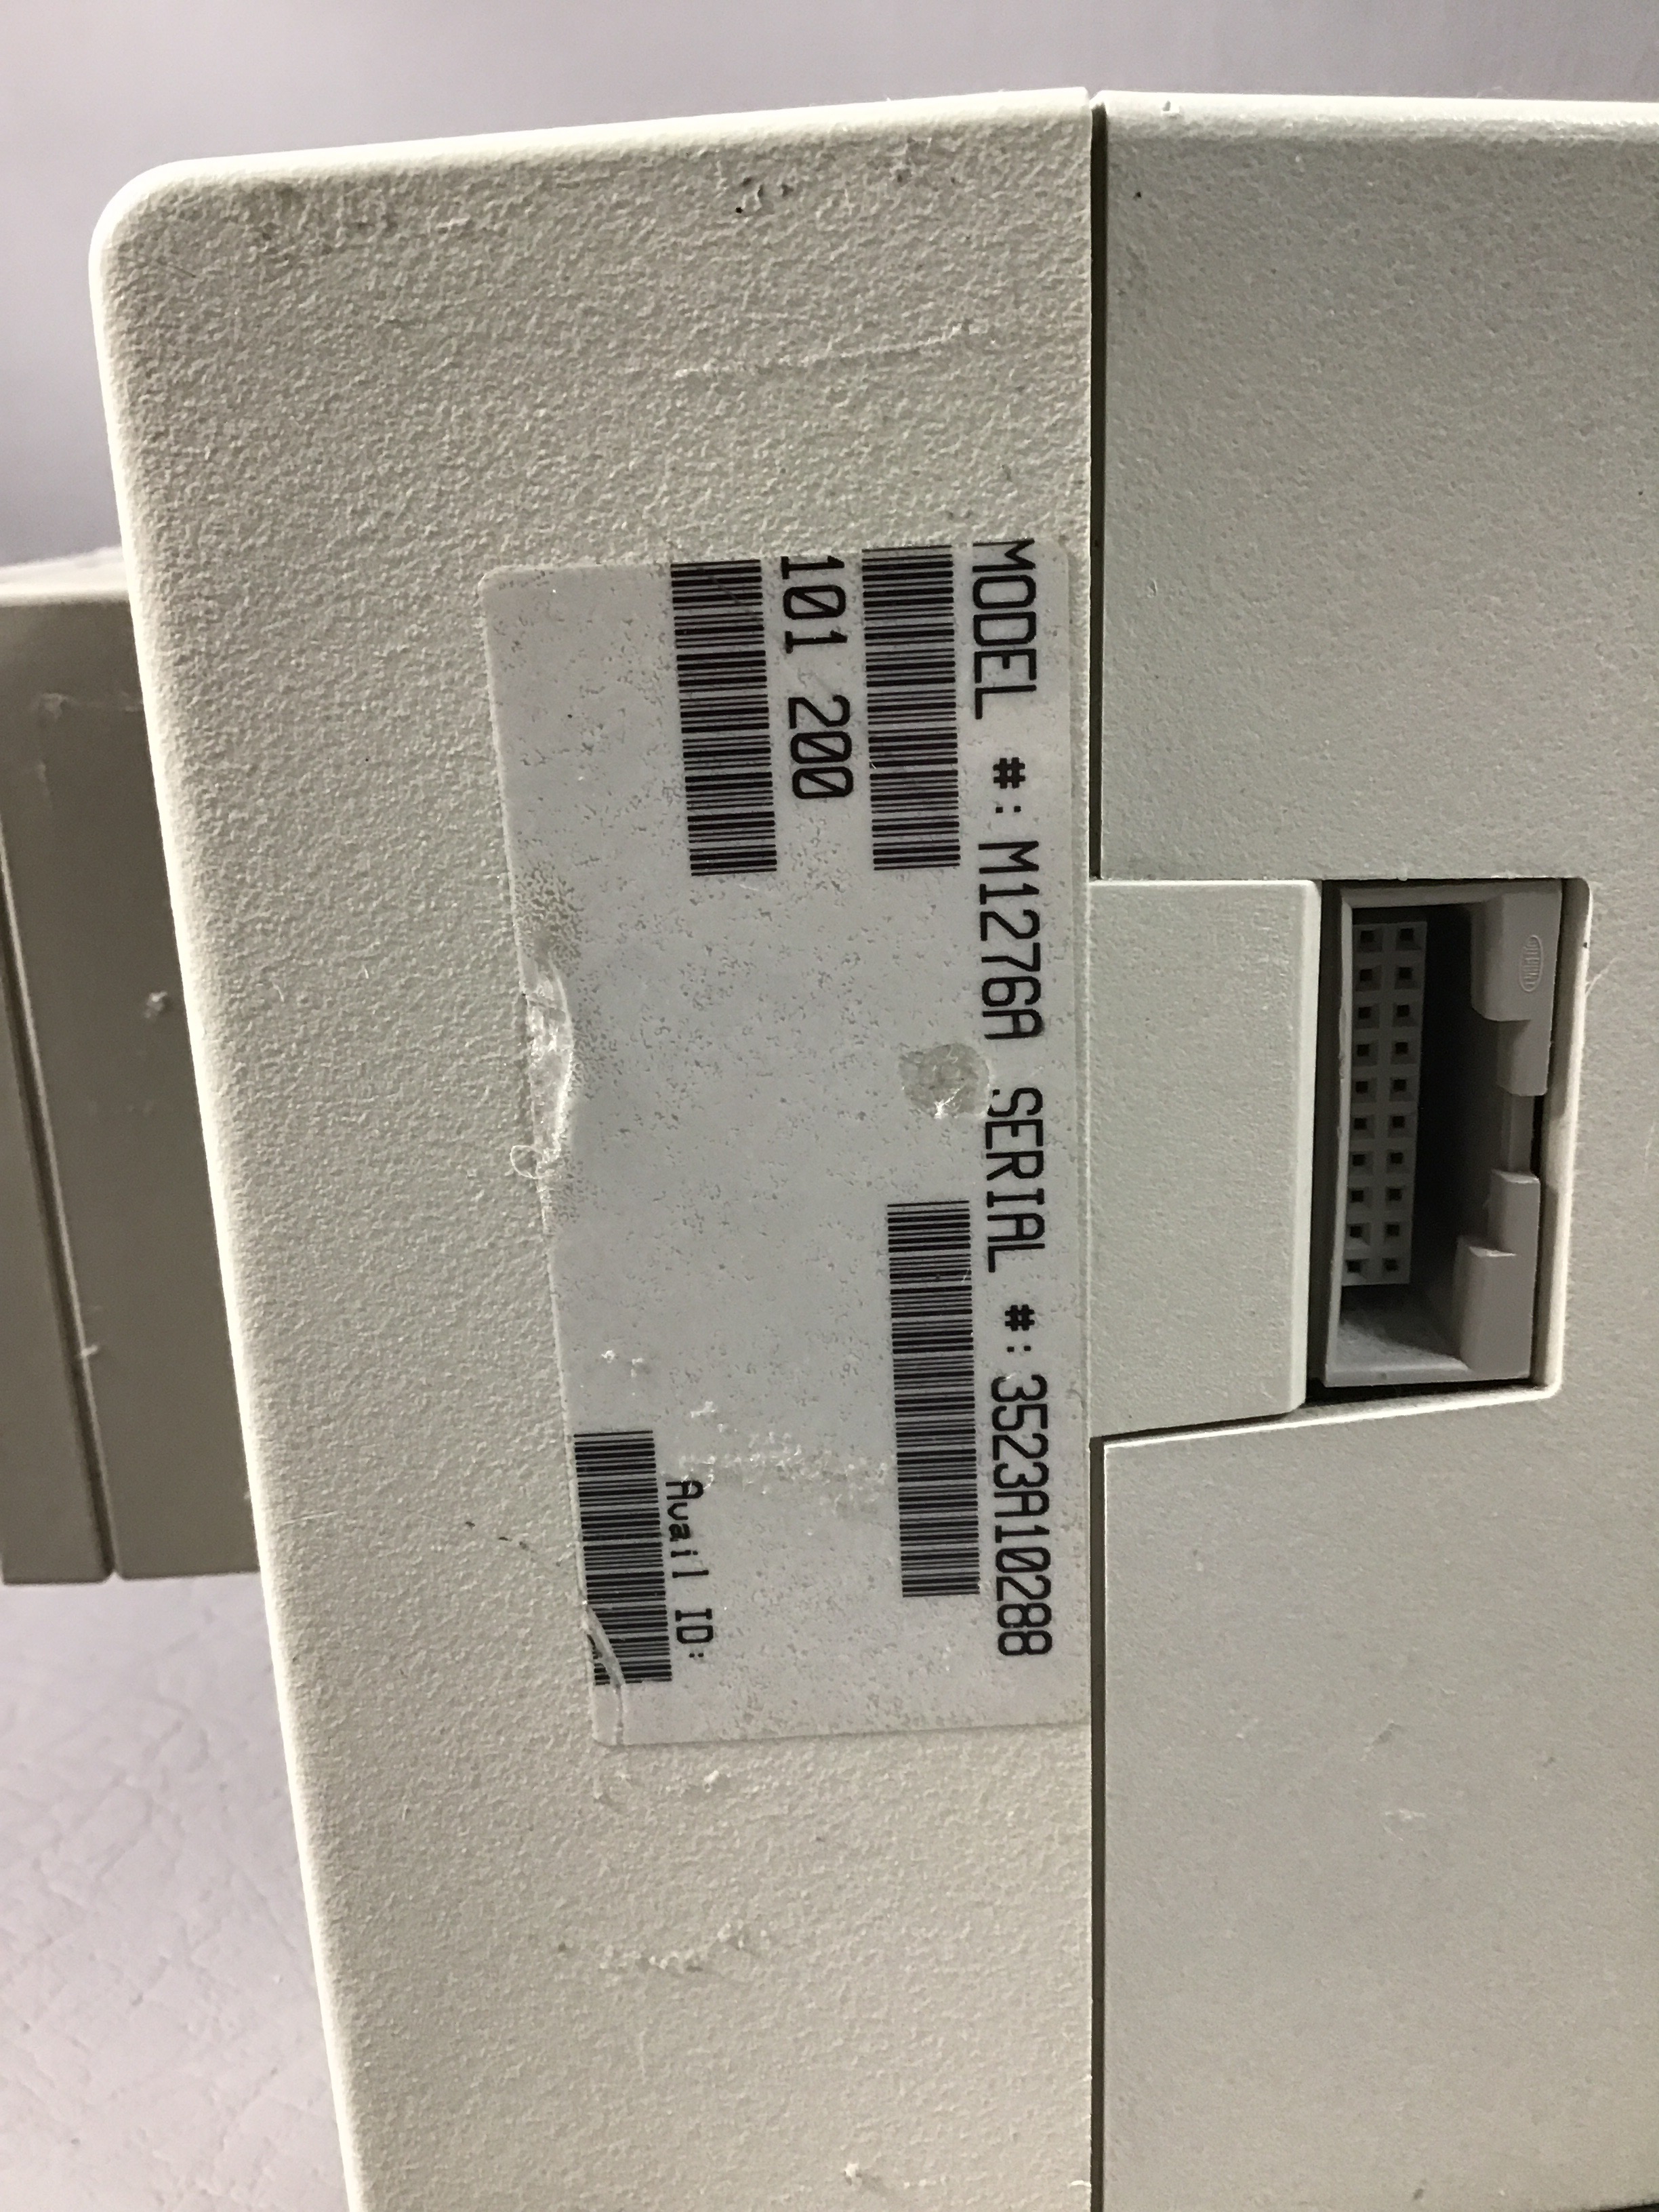 MODEL #: M1276A SERIAL #: 3523A10288
101 200
Avail ID: